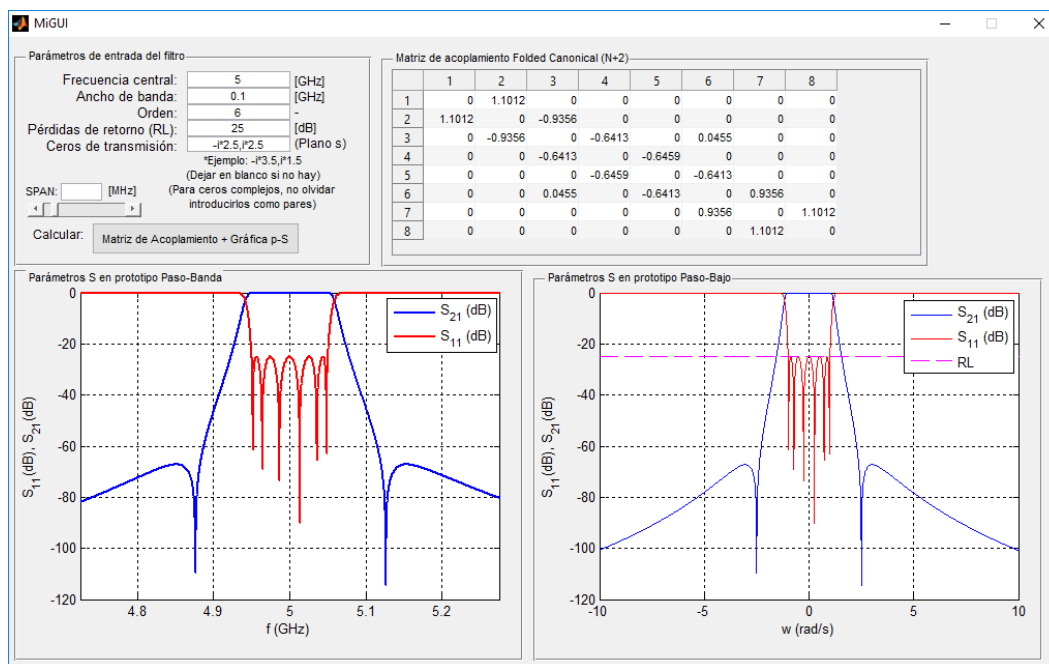 MiGUI
Parámetros de entrada del filtro
Frecuencia central: 5 [GHz]
Ancho de banda: 0.1 [GHz]
Orden: 6 -
Pérdidas de retorno (RL): 25 [dB]
Ceros de transmisión: -i*2.5,i*2.5 (Plano s)
*Ejemplo: -i*3.5,i*1.5
(Dejar en blanco si no hay)
(Para ceros complejos, no olvidar
introducirlos como pares)
SPAN: [MHz]
Calcular: Matriz de Acoplamiento + Gráfica p-S
Matriz de acoplamiento Folded Canonical (N+2)
1 2 3 4 5 6 7 8
1 0 1.1012 0 0 0 0 0 0
2 1.1012 0 -0.9356 0 0 0 0 0
3 0 -0.9356 0 -0.6413 0 0.0455 0 0
4 0 0 -0.6413 0 -0.6459 0 0 0
5 0 0 0 -0.6459 0 -0.6413 0 0
6 0 0 0.0455 0 -0.6413 0 0.9356 0
7 0 0 0 0 0 0.9356 0 1.1012
8 0 0 0 0 0 0 1.1012 0
Parámetros S en prototipo Paso-Banda
S21 (dB)
S11 (dB)
0
-20
-40
-60
-80
-100
-120
S11(dB), S21(dB)
4.8 4.9 5 5.1 5.2
f (GHz)
Parámetros S en prototipo Paso-Bajo
S21 (dB)
S11 (dB)
RL
0
-20
-40
-60
-80
-100
-120
S11(dB), S21(dB)
-10 -5 0 5 10
w (rad/s)